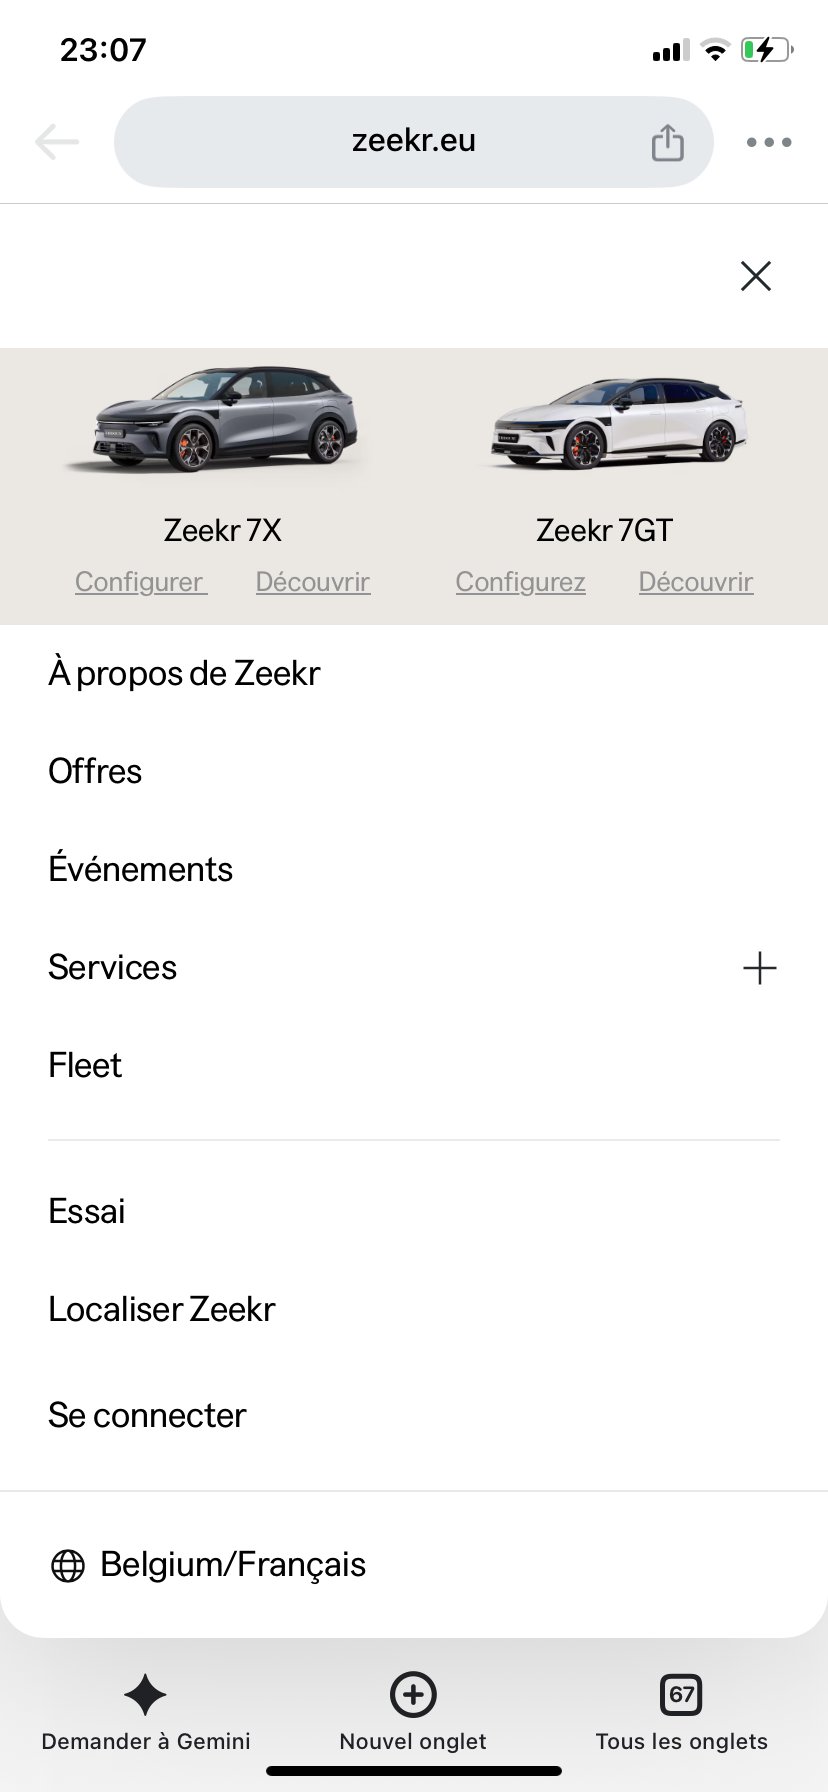 23:07
zeekr.eu
Zeekr 7X
Zeekr 7GT
Configurer
Découvrir
Configurez
Découvrir
À propos de Zeekr
Offres
Événements
Services
Fleet
Essai
Localiser Zeekr
Se connecter
Belgium/Français
67
Demander à Gemini
Nouvel onglet
Tous les onglets